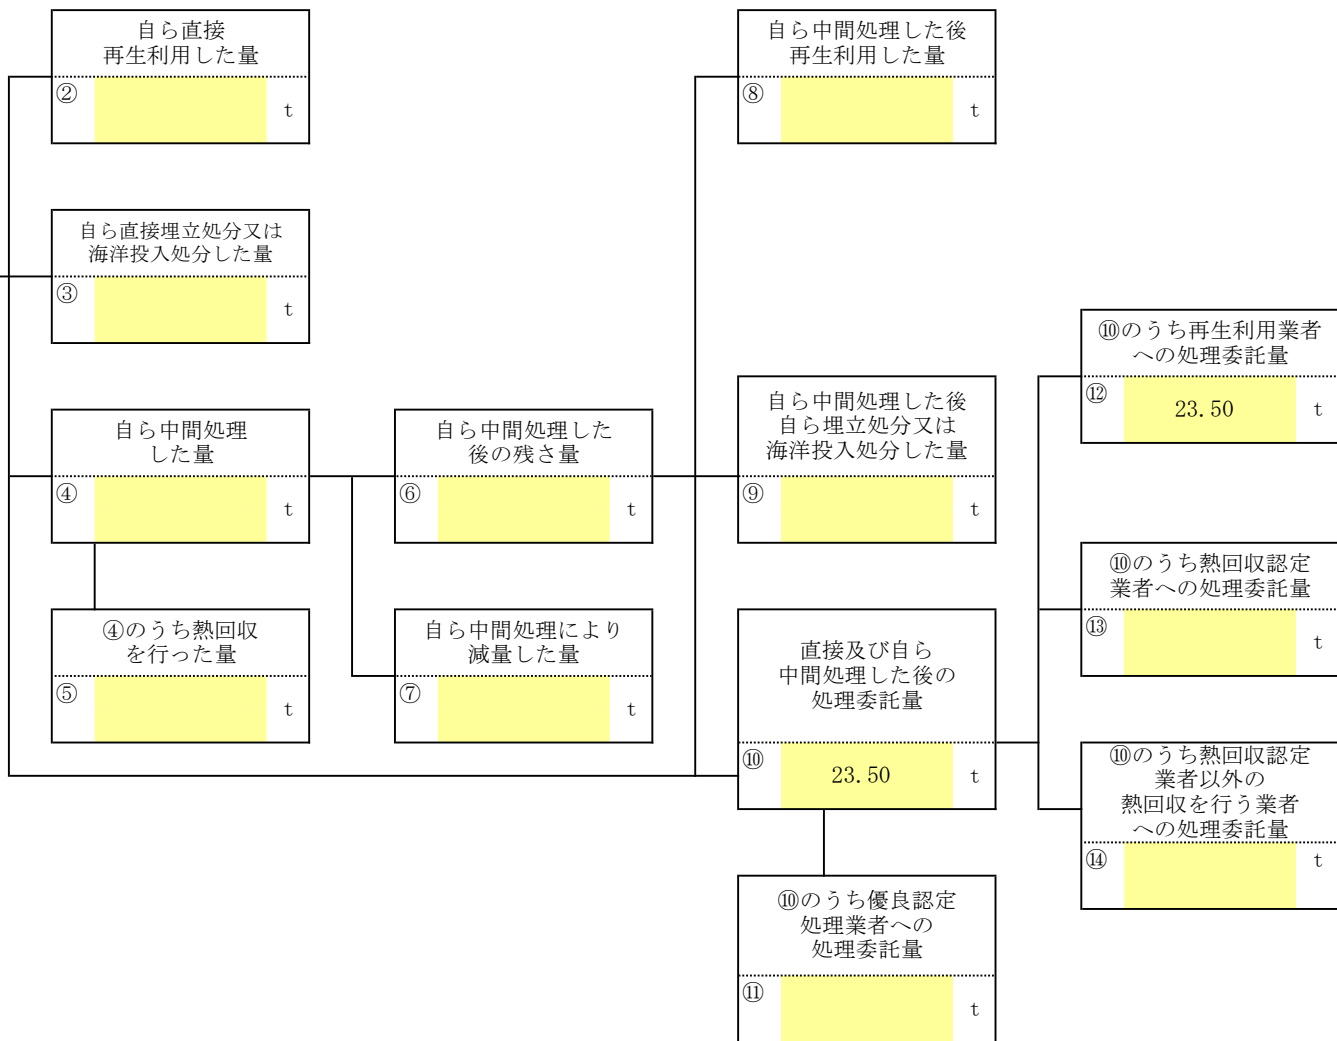 自ら直接
再生利用した量
②
t
自ら中間処理した後
再生利用した量
⑧
t
自ら直接埋立処分又は
海洋投入処分した量
③
t
⑩のうち再生利用業者
への処理委託量
⑫
23.50
t
自ら中間処理
した量
④
t
自ら中間処理した
後の残さ量
⑥
t
自ら中間処理した後
自ら埋立処分又は
海洋投入処分した量
⑨
t
⑩のうち熱回収認定
業者への処理委託量
⑬
t
④のうち熱回収
を行った量
⑤
t
自ら中間処理により
減量した量
⑦
t
直接及び自ら
中間処理した後の
処理委託量
⑩
23.50
t
⑩のうち熱回収認定
業者以外の
熱回収を行う業者
への処理委託量
⑭
t
⑩のうち優良認定
処理業者への
処理委託量
⑪
t